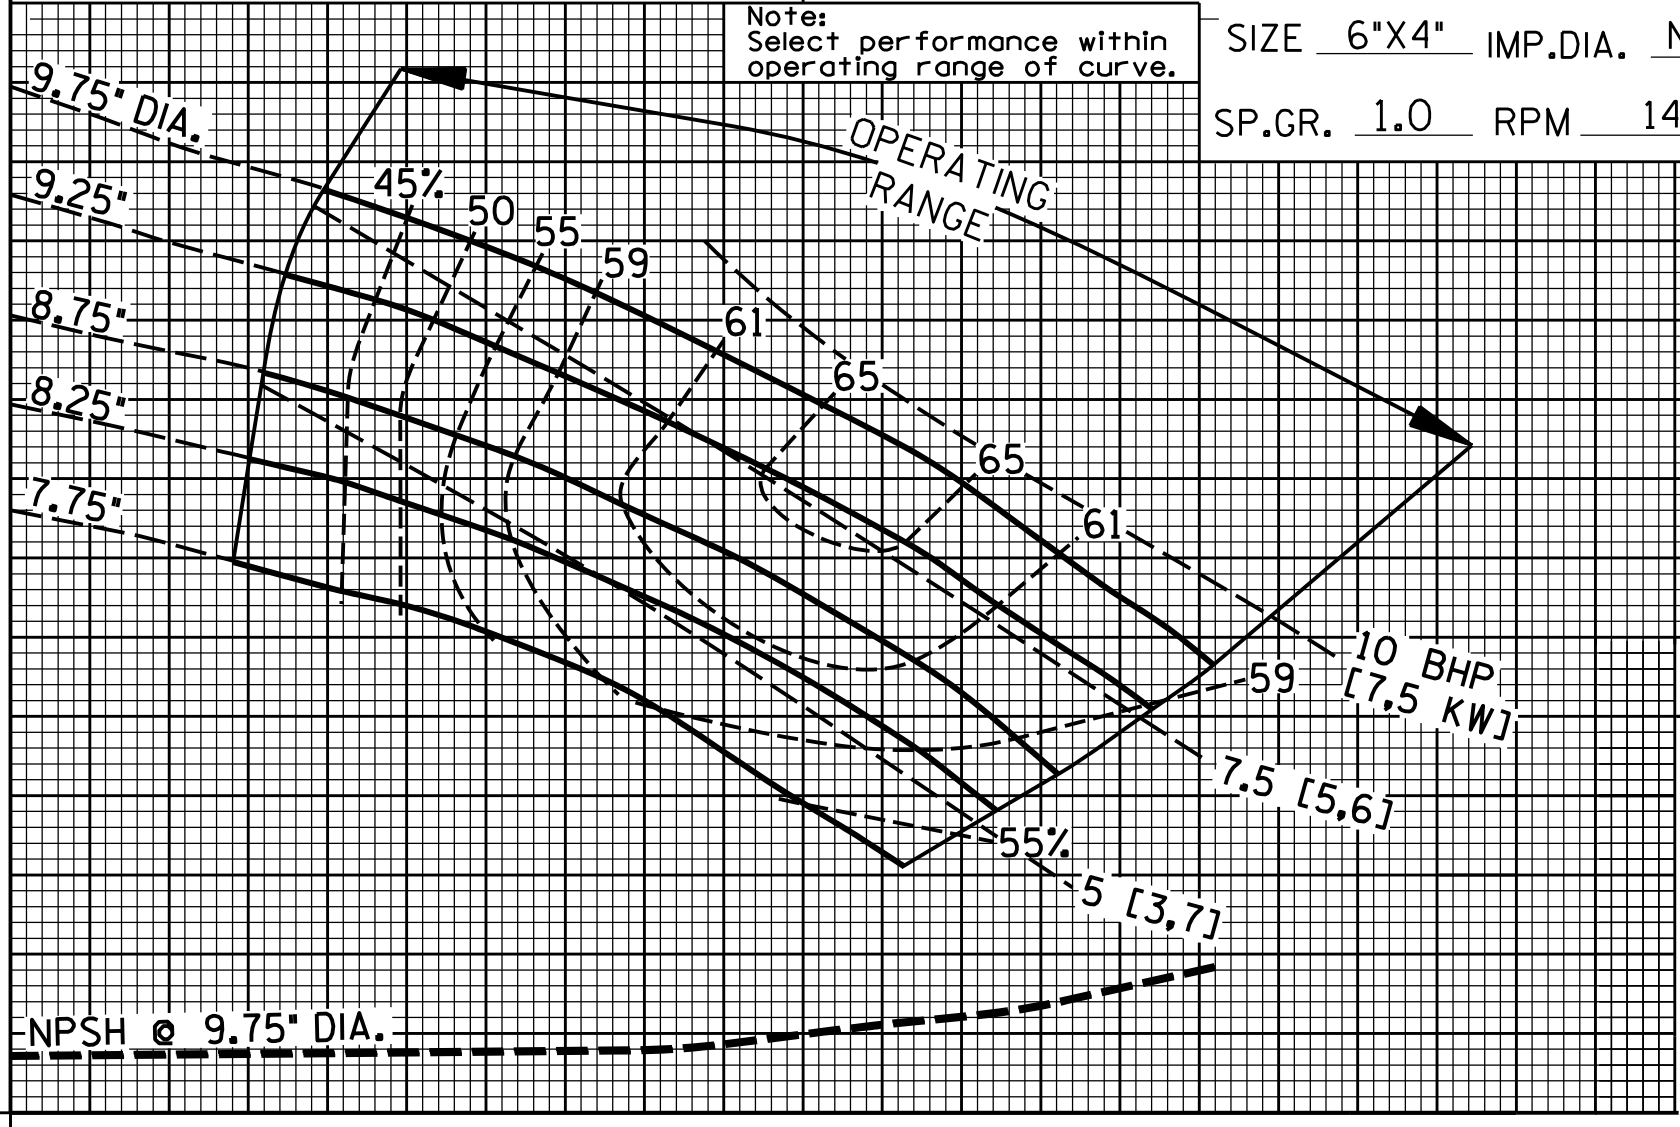 Note:
Select performance within
operating range of curve.
SIZE 6"X4" IMP.DIA.
SP.GR. 1.0 RPM 14
9.75" DIA.
9.25"
8.75"
8.25"
7.75"
OPERATING
RANGE
45%
50
55
59
61
65
65
61
59
55%
10 BHP
[7,5 KW]
7.5 [5,6]
5 [3,7]
NPSH @ 9.75" DIA.